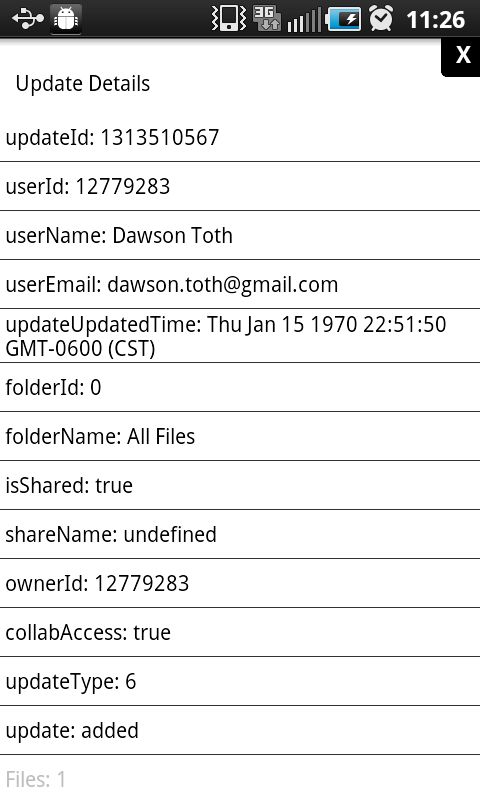 3G
11:26
X
Update Details
updateId: 1313510567
userId: 12779283
userName: Dawson Toth
userEmail: dawson.toth@gmail.com
updateUpdatedTime: Thu Jan 15 1970 22:51:50
GMT-0600 (CST)
folderId: 0
folderName: All Files
isShared: true
shareName: undefined
ownerId: 12779283
collabAccess: true
updateType: 6
update: added
Files: 1